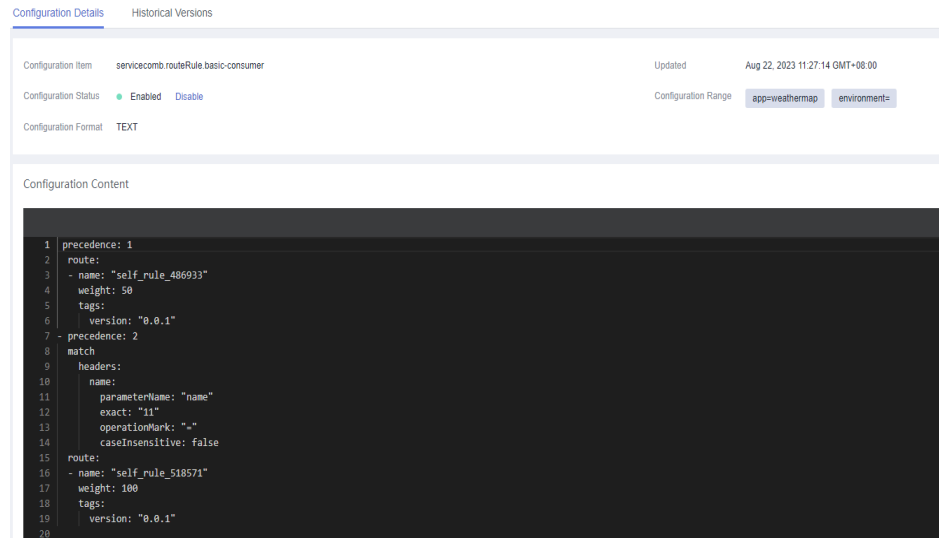 Configuration Details Historical Versions
Configuration Item servicecomb.routeRule.basic-consumer Updated Aug 22, 2023 11:27:14 GMT+08:00
Configuration Status Enabled Disable Configuration Range app=weathermap environment=
Configuration Format TEXT
Configuration Content
1 precedence: 1
2 route:
3 - name: "self_rule_486933"
4 weight: 50
5 tags:
6 version: "0.0.1"
7 - precedence: 2
8 match
9 headers:
10 name:
11 parameterName: "name"
12 exact: "11"
13 operationMark: "="
14 caseInsensitive: false
15 route:
16 - name: "self_rule_518571"
17 weight: 100
18 tags:
19 version: "0.0.1"
20